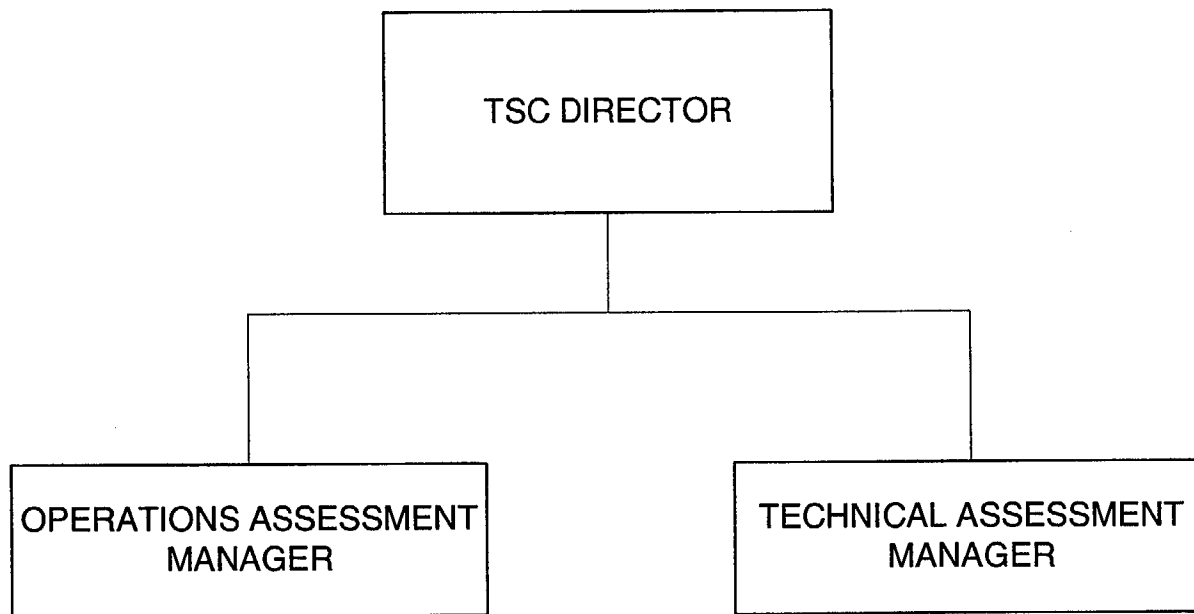 TSC DIRECTOR
OPERATIONS ASSESSMENT
MANAGER
TECHNICAL ASSESSMENT
MANAGER